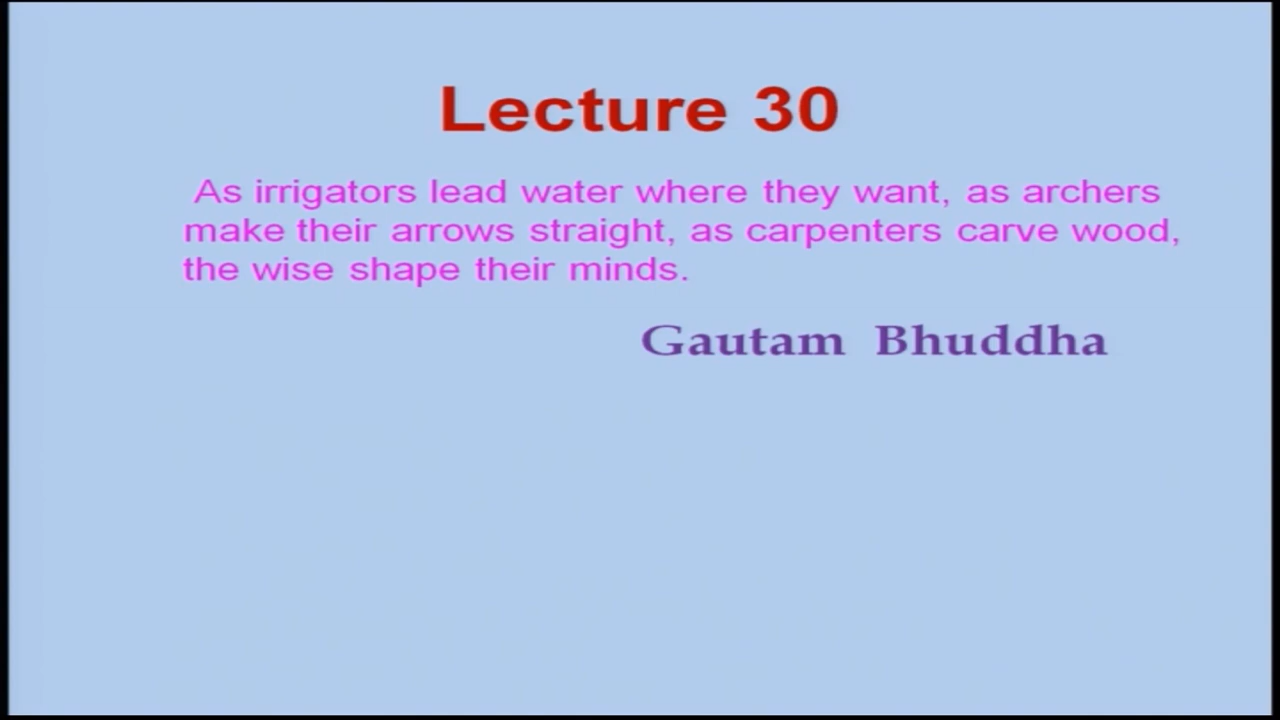 Lecture 30
As irrigators lead water where they want, as archers
make their arrows straight, as carpenters carve wood,
the wise shape their minds.
Gautam Bhuddha